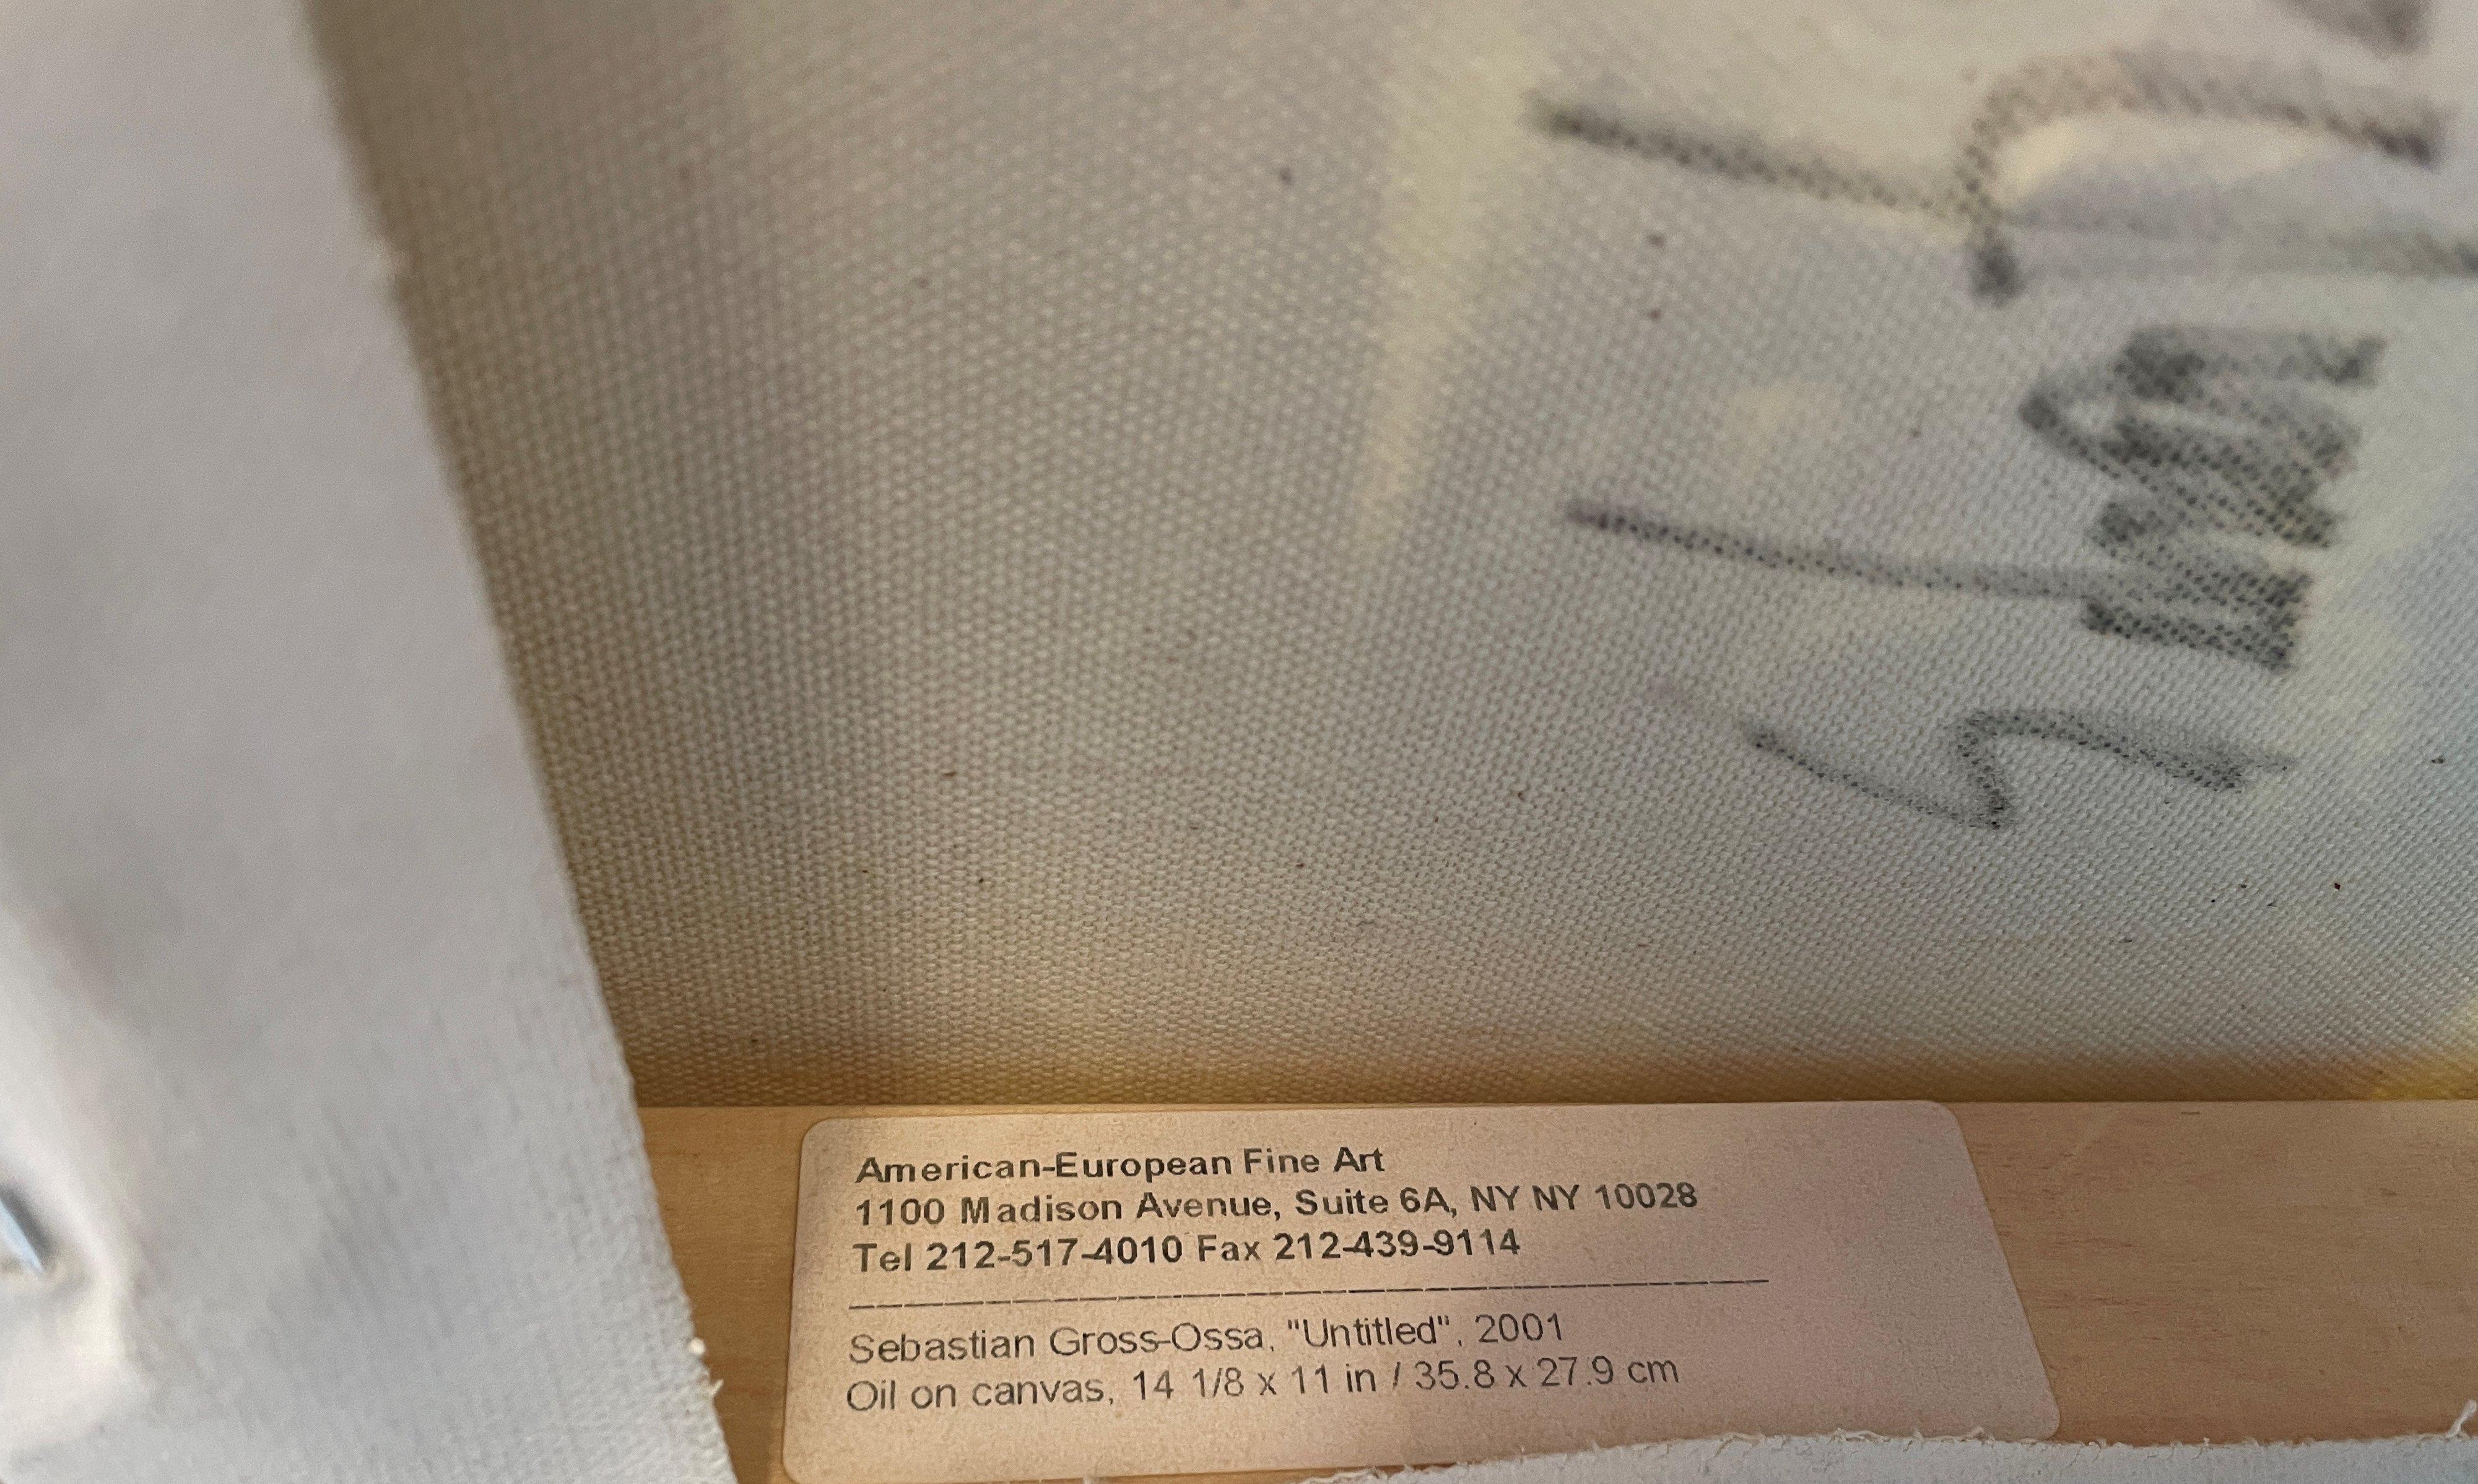 American-European Fine Art
1100 Madison Avenue, Suite 6A, NY NY 10028
Tel 212-517-4010 Fax 212-439-9114
Sebastian Gross-Ossa, "Untitled", 2001
Oil on canvas, 14 1/8 x 11 in / 35.8 x 27.9 cm